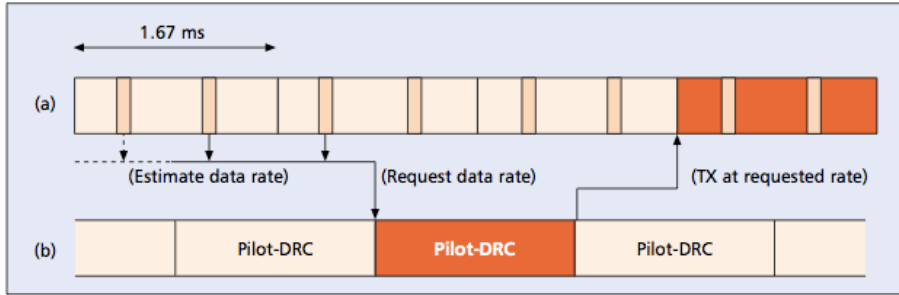 1.67 ms
(a)
(Estimate data rate) (Request data rate) (TX at requested rate)
(b) Pilot-DRC Pilot-DRC Pilot-DRC